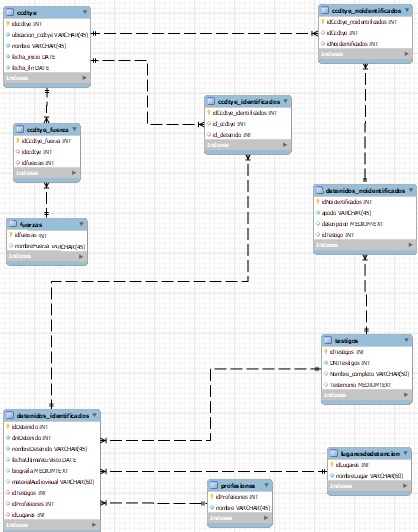 ccdtye
idccdtye INT
ubicacion_ccdtye VARCHAR(45)
nombre VARCHAR(45)
fecha_inicio DATE
fecha_fin DATE
Indexes
ccdtye_noidentificados
idCcdtye_noidentificados INT
idCcdtye INT
idNoidentificados INT
Indexes
ccdtye_identificados
idCcdtye_identificados INT
id_ccdtye INT
id_detenido INT
Indexes
ccdtye_fuerza
idCcdtye_fuerza INT
idccdtye INT
idfuerzas INT
Indexes
detenidos_noidentificados
idNoidentificados INT
apodo VARCHAR(45)
descripcion MEDIUMTEXT
idTestigo INT
Indexes
fuerzas
idfuerzas INT
nombreFuerza VARCHAR(45)
Indexes
testigos
idTestigos INT
DNITestigos INT
Nombre_completo VARCHAR(60)
Testimonio MEDIUMTEXT
Indexes
detenidos_identificados
idDetenido INT
dniDetenido INT
nombreDetenido VARCHAR(45)
fechaUltimavezVisto DATE
biografia MEDIUMTEXT
materialAudiovisual VARCHAR(60)
idTestigos INT
idProfesiones INT
idLugares INT
Indexes
lugaresdedetencion
idLugares INT
nombreLugar VARCHAR(60)
Indexes
profesiones
idProfesiones INT
nombre VARCHAR(45)
Indexes